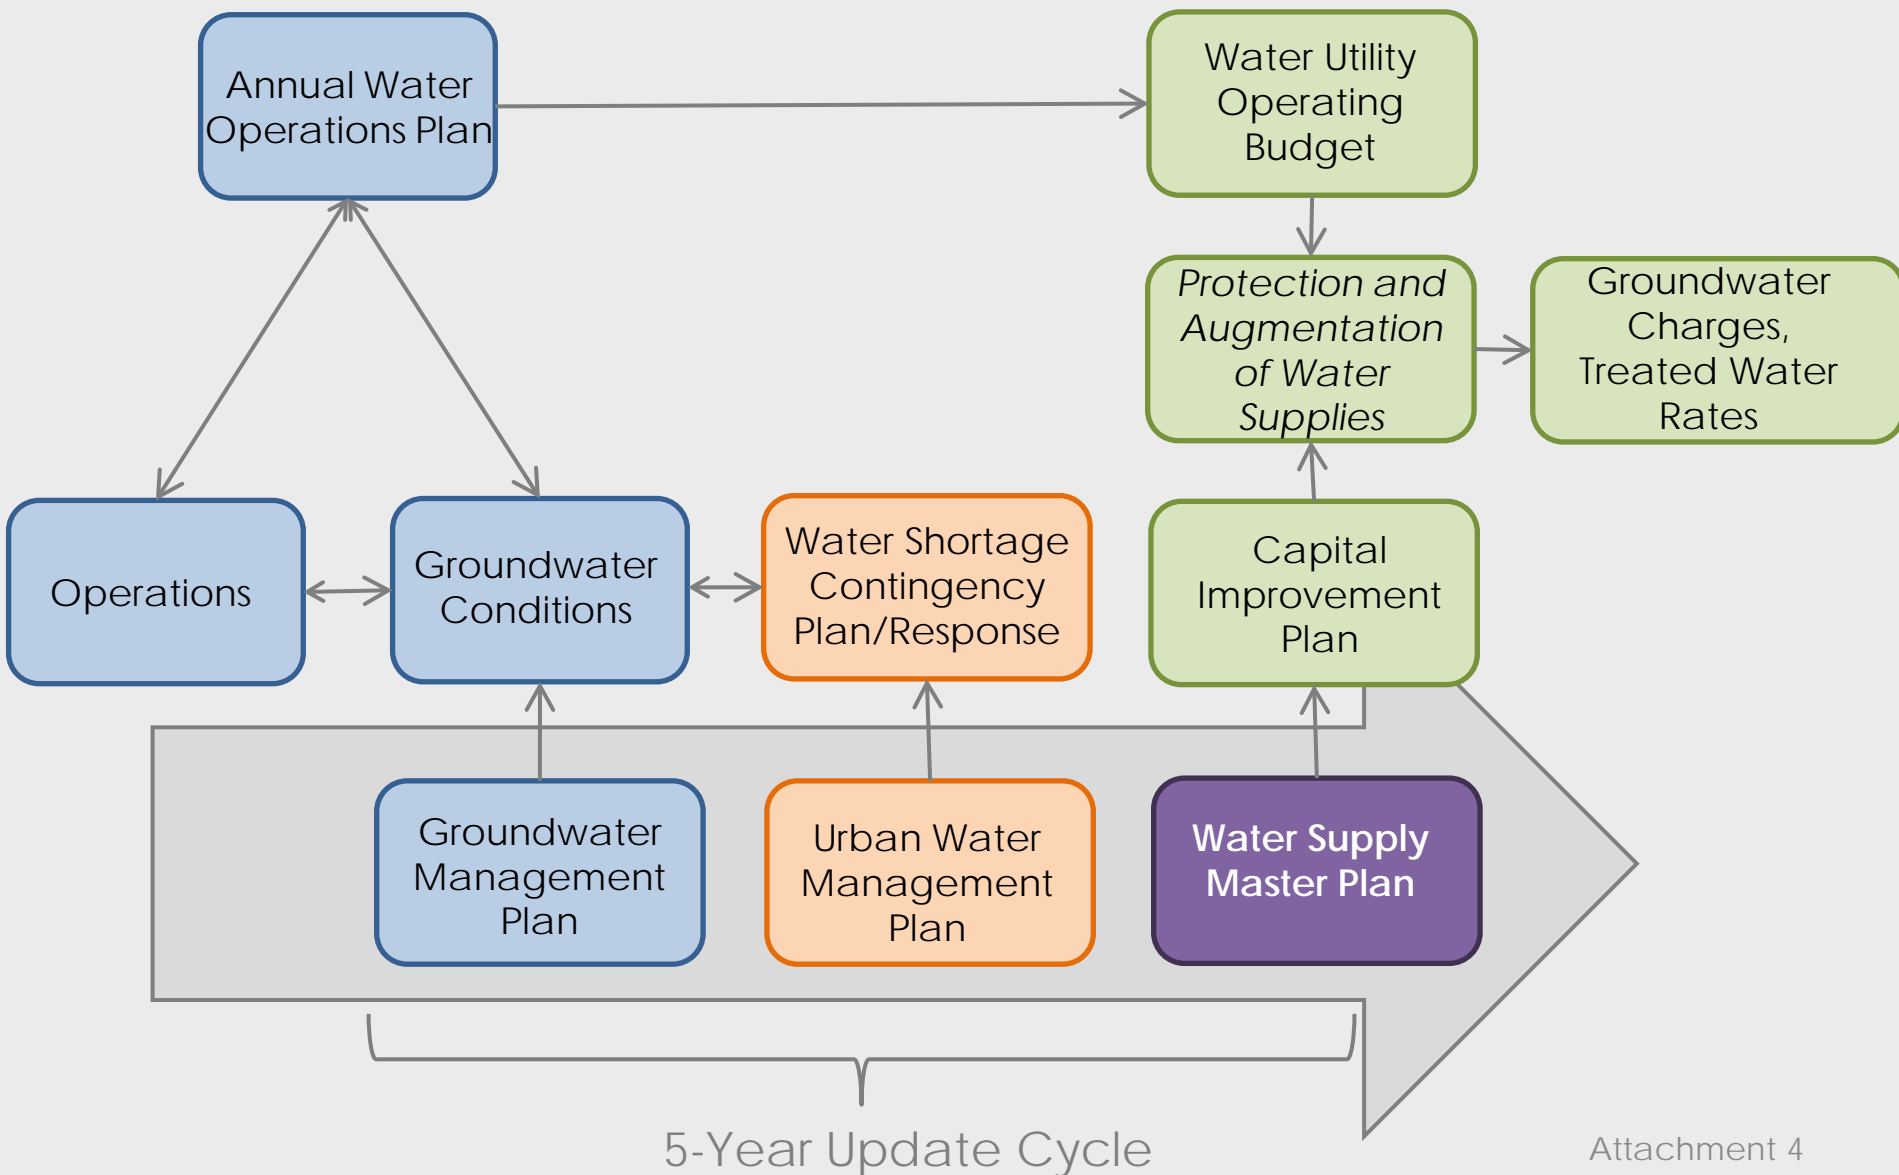 Annual Water
Operations Plan
Water Utility
Operating
Budget
Protection and
Augmentation
of Water
Supplies
Groundwater
Charges,
Treated Water
Rates
Operations
Groundwater
Conditions
Water Shortage
Contingency
Plan/Response
Capital
Improvement
Plan
Groundwater
Management
Plan
Urban Water
Management
Plan
Water Supply
Master Plan
5-Year Update Cycle
Attachment 4